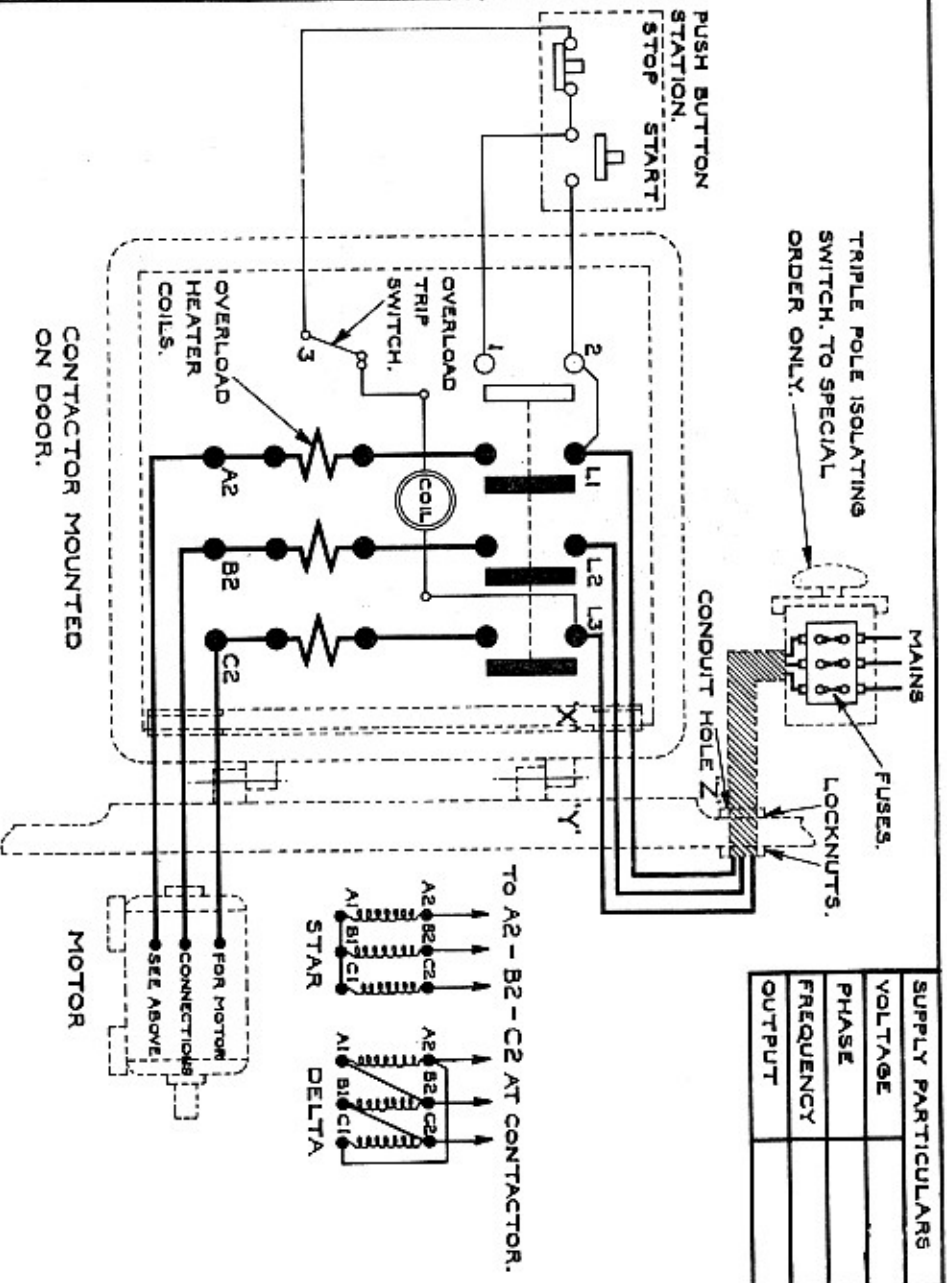 PUSH BUTTON
STATION.
STOP START
TRIPLE POLE ISOLATING
SWITCH. TO SPECIAL
ORDER ONLY.
MAINS
FUSES.
LOCKNUTS.
CONDUIT HOLE 'Z'
SUPPLY PARTICULARS
VOLTAGE
PHASE
FREQUENCY
OUTPUT
1
2
3
OVERLOAD
TRIP
SWITCH.
OVERLOAD
HEATER
COILS.
COIL
L1
L2
L3
A2
B2
C2
X
'Y'
CONTACTOR MOUNTED
ON DOOR.
TO A2 - B2 - C2 AT CONTACTOR.
A2 B2 C2
A1 B1 C1
STAR
A2 B2 C2
A1 B1 C1
DELTA
FOR MOTOR
CONNECTIONS
SEE ABOVE
MOTOR